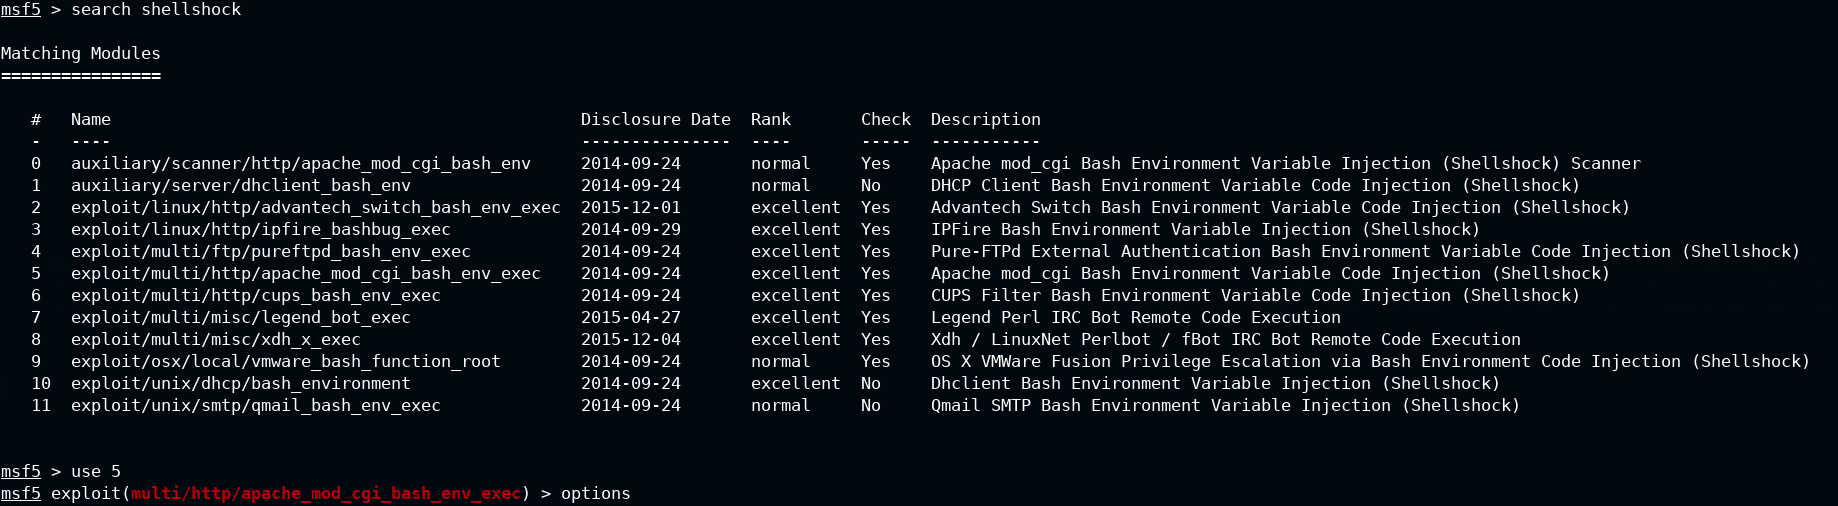 msf5 > search shellshock
Matching Modules
================
#   Name                                              Disclosure Date  Rank       Check  Description
-   ----                                              ---------------  ----       -----  -----------
0   auxiliary/scanner/http/apache_mod_cgi_bash_env     2014-09-24       normal     Yes    Apache mod_cgi Bash Environment Variable Injection (Shellshock) Scanner
1   auxiliary/server/dhclient_bash_env                 2014-09-24       normal     No     DHCP Client Bash Environment Variable Code Injection (Shellshock)
2   exploit/linux/http/advantech_switch_bash_env_exec  2015-12-01       excellent  Yes    Advantech Switch Bash Environment Variable Code Injection (Shellshock)
3   exploit/linux/http/ipfire_bashbug_exec             2014-09-29       excellent  Yes    IPFire Bash Environment Variable Injection (Shellshock)
4   exploit/multi/ftp/pureftpd_bash_env_exec           2014-09-24       excellent  Yes    Pure-FTPd External Authentication Bash Environment Variable Code Injection (Shellshock)
5   exploit/multi/http/apache_mod_cgi_bash_env_exec    2014-09-24       excellent  Yes    Apache mod_cgi Bash Environment Variable Code Injection (Shellshock)
6   exploit/multi/http/cups_bash_env_exec              2014-09-24       excellent  Yes    CUPS Filter Bash Environment Variable Code Injection (Shellshock)
7   exploit/multi/misc/legend_bot_exec                 2015-04-27       excellent  Yes    Legend Perl IRC Bot Remote Code Execution
8   exploit/multi/misc/xdh_x_exec                      2015-12-04       excellent  Yes    Xdh / LinuxNet Perlbot / fBot IRC Bot Remote Code Execution
9   exploit/osx/local/vmware_bash_function_root        2014-09-24       normal     Yes    OS X VMWare Fusion Privilege Escalation via Bash Environment Code Injection (Shellshock)
10  exploit/unix/dhcp/bash_environment                 2014-09-24       excellent  No     Dhclient Bash Environment Variable Injection (Shellshock)
11  exploit/unix/smtp/qmail_bash_env_exec              2014-09-24       normal     No     Qmail SMTP Bash Environment Variable Injection (Shellshock)
msf5 > use 5
msf5 exploit(multi/http/apache_mod_cgi_bash_env_exec) > options